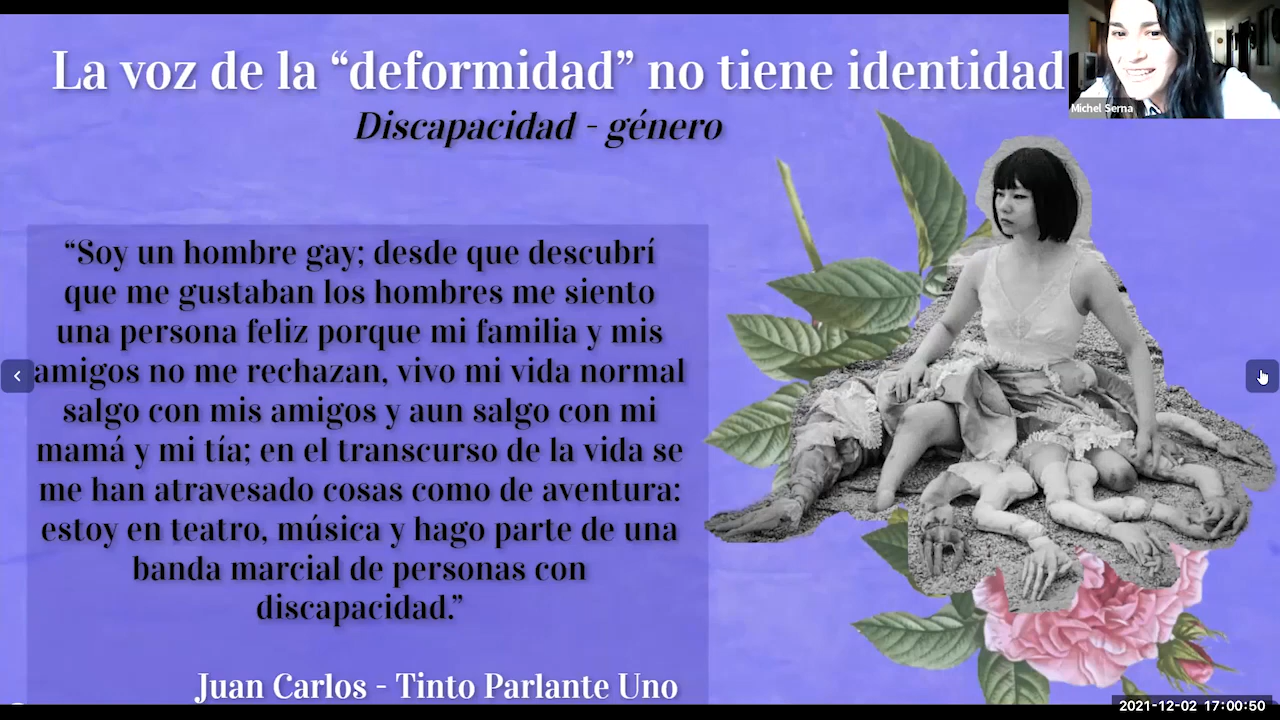 La voz de la “deformidad” no tiene identidad
Michel Serna
Discapacidad - género
“Soy un hombre gay; desde que descubrí
que me gustaban los hombres me siento
una persona feliz porque mi familia y mis
amigos no me rechazan, vivo mi vida normal
salgo con mis amigos y aun salgo con mi
mamá y mi tía; en el transcurso de la vida se
me han atravesado cosas como de aventura:
estoy en teatro, música y hago parte de una
banda marcial de personas con
discapacidad.”
Juan Carlos - Tinto Parlante Uno
2021-12-02 17:00:50